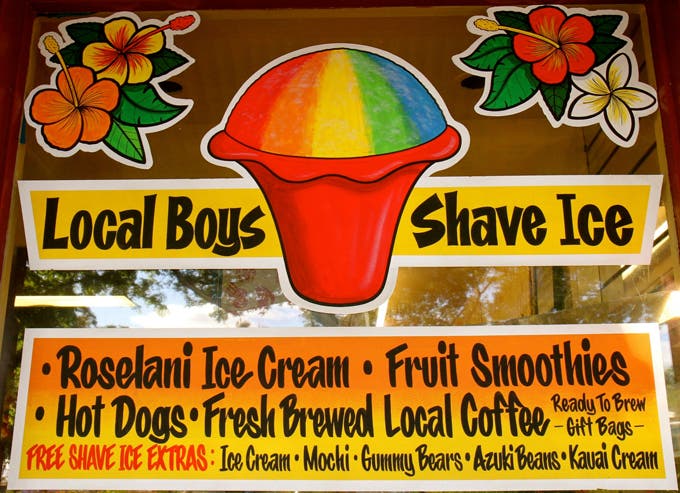 Local Boys Shave Ice
• Roselani Ice Cream • Fruit Smoothies
• Hot Dogs • Fresh Brewed Local Coffee Ready To Brew
– Gift Bags –
FREE SHAVE ICE EXTRAS: Ice Cream • Mochi • Gummy Bears • Azuki Beans • Kauai Cream